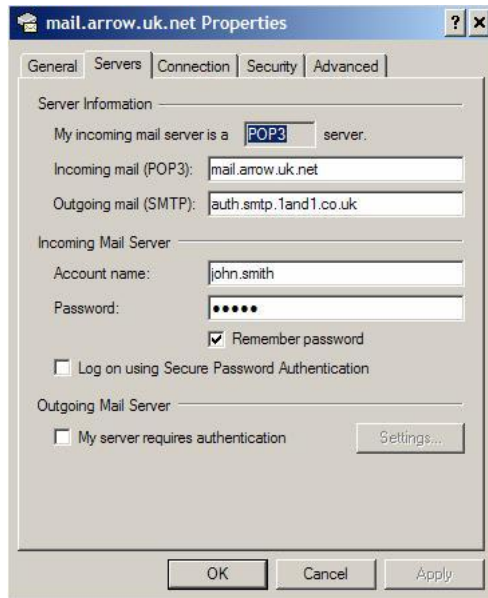 mail.arrow.uk.net Properties ? ×
General Servers Connection Security Advanced
Server Information
My incoming mail server is a POP3 server.
Incoming mail (POP3): mail.arrow.uk.net
Outgoing mail (SMTP): auth.smtp.1and1.co.uk
Incoming Mail Server
Account name: john.smith
Password: •••••
Remember password
Log on using Secure Password Authentication
Outgoing Mail Server
My server requires authentication Settings...
OK Cancel Apply